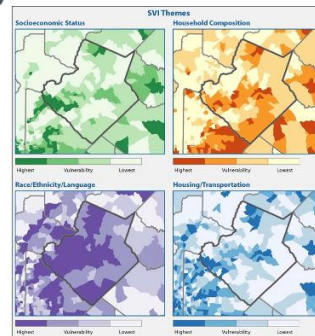 SVI Themes
Socioeconomic Status
Household Composition
Highest Vulnerability Lowest
Highest Vulnerability Lowest
Race/Ethnicity/Language
Housing/Transportation
Highest Vulnerability Lowest
Highest Vulnerability Lowest